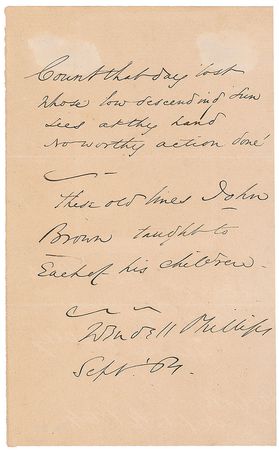 Count that day lost
Whose low descending Sun
Sees at thy hand
No worthy action done'
These old lines John
Brown taught to
Each of his children.
Wendell Phillips
Sept. '64.